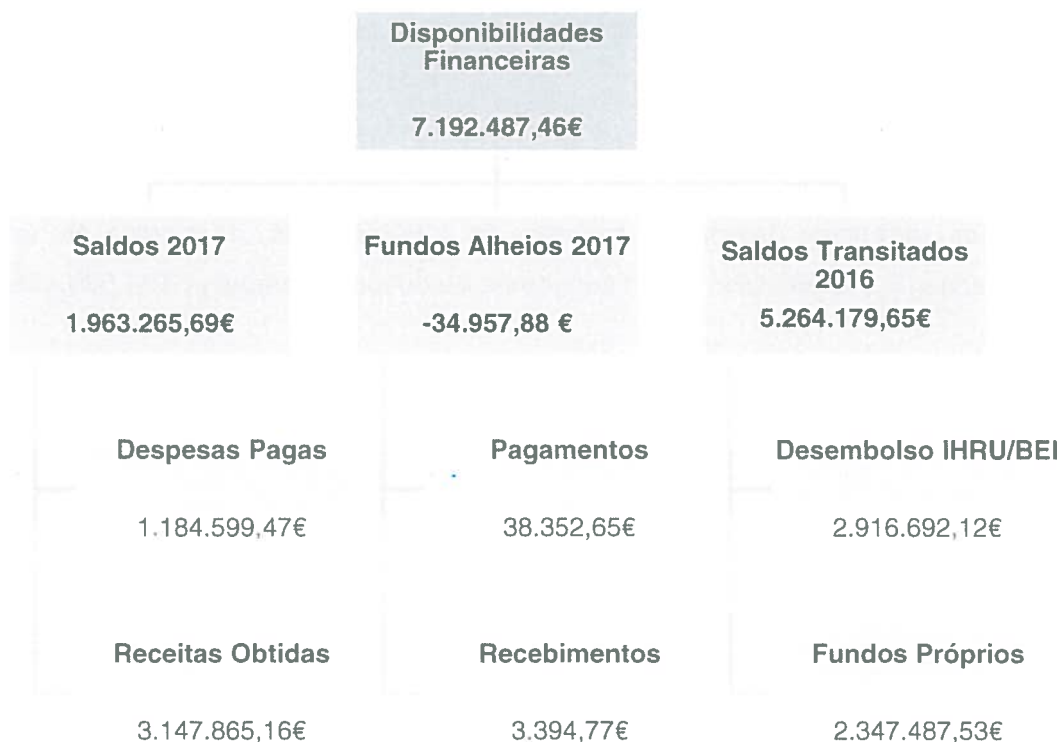 Disponibilidades
Financeiras
7.192.487,46€
Saldos 2017
1.963.265,69€
Fundos Alheios 2017
-34.957,88 €
Saldos Transitados
2016
5.264.179,65€
Despesas Pagas
1.184.599,47€
Pagamentos
38.352,65€
Desembolso IHRU/BEI
2.916.692,12€
Receitas Obtidas
3.147.865,16€
Recebimentos
3.394,77€
Fundos Próprios
2.347.487,53€